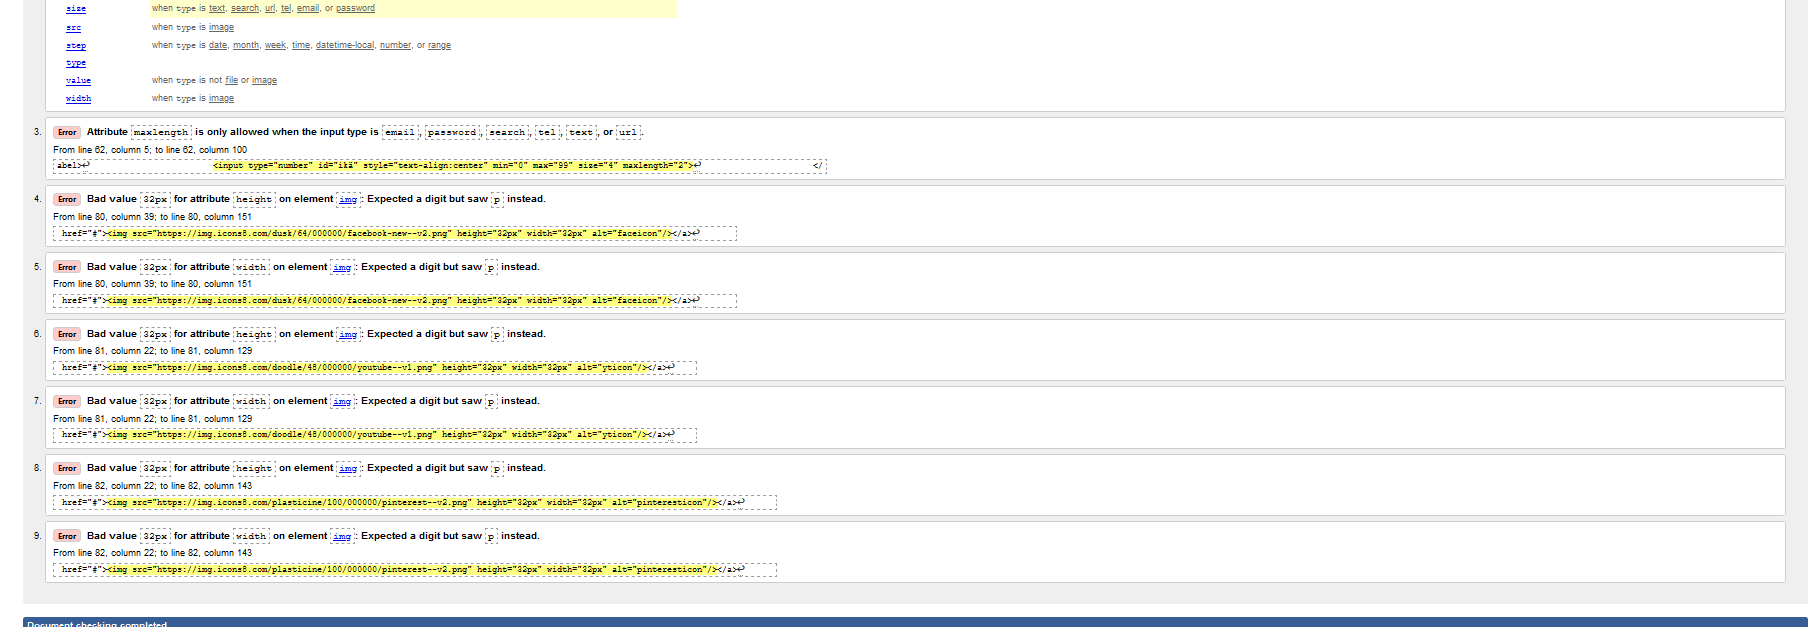 size when type is text, search, url, tel, email, or password
src when type is image
step when type is date, month, week, time, datetime-local, number, or range
type
value when type is not file or image
width when type is image
3. Error Attribute maxlength is only allowed when the input type is email, password, search, tel, text, or url.
From line 62, column 5; to line 62, column 100
abel>↩ <input type="number" id="ikä" style="text-align:center" min="0" max="99" size="4" maxlength="2">↩ </
4. Error Bad value 32px for attribute height on element img: Expected a digit but saw p instead.
From line 80, column 39; to line 80, column 151
href="#"><img src="https://img.icons8.com/dusk/64/000000/facebook-new--v2.png" height="32px" width="32px" alt="faceicon"/></a>↩
5. Error Bad value 32px for attribute width on element img: Expected a digit but saw p instead.
From line 80, column 39; to line 80, column 151
href="#"><img src="https://img.icons8.com/dusk/64/000000/facebook-new--v2.png" height="32px" width="32px" alt="faceicon"/></a>↩
6. Error Bad value 32px for attribute height on element img: Expected a digit but saw p instead.
From line 81, column 22; to line 81, column 129
href="#"><img src="https://img.icons8.com/doodle/48/000000/youtube--v1.png" height="32px" width="32px" alt="yticon"/></a>↩
7. Error Bad value 32px for attribute width on element img: Expected a digit but saw p instead.
From line 81, column 22; to line 81, column 129
href="#"><img src="https://img.icons8.com/doodle/48/000000/youtube--v1.png" height="32px" width="32px" alt="yticon"/></a>↩
8. Error Bad value 32px for attribute height on element img: Expected a digit but saw p instead.
From line 82, column 22; to line 82, column 143
href="#"><img src="https://img.icons8.com/plasticine/100/000000/pinterest--v2.png" height="32px" width="32px" alt="pinteresticon"/></a>↩
9. Error Bad value 32px for attribute width on element img: Expected a digit but saw p instead.
From line 82, column 22; to line 82, column 143
href="#"><img src="https://img.icons8.com/plasticine/100/000000/pinterest--v2.png" height="32px" width="32px" alt="pinteresticon"/></a>↩
Document checking completed.